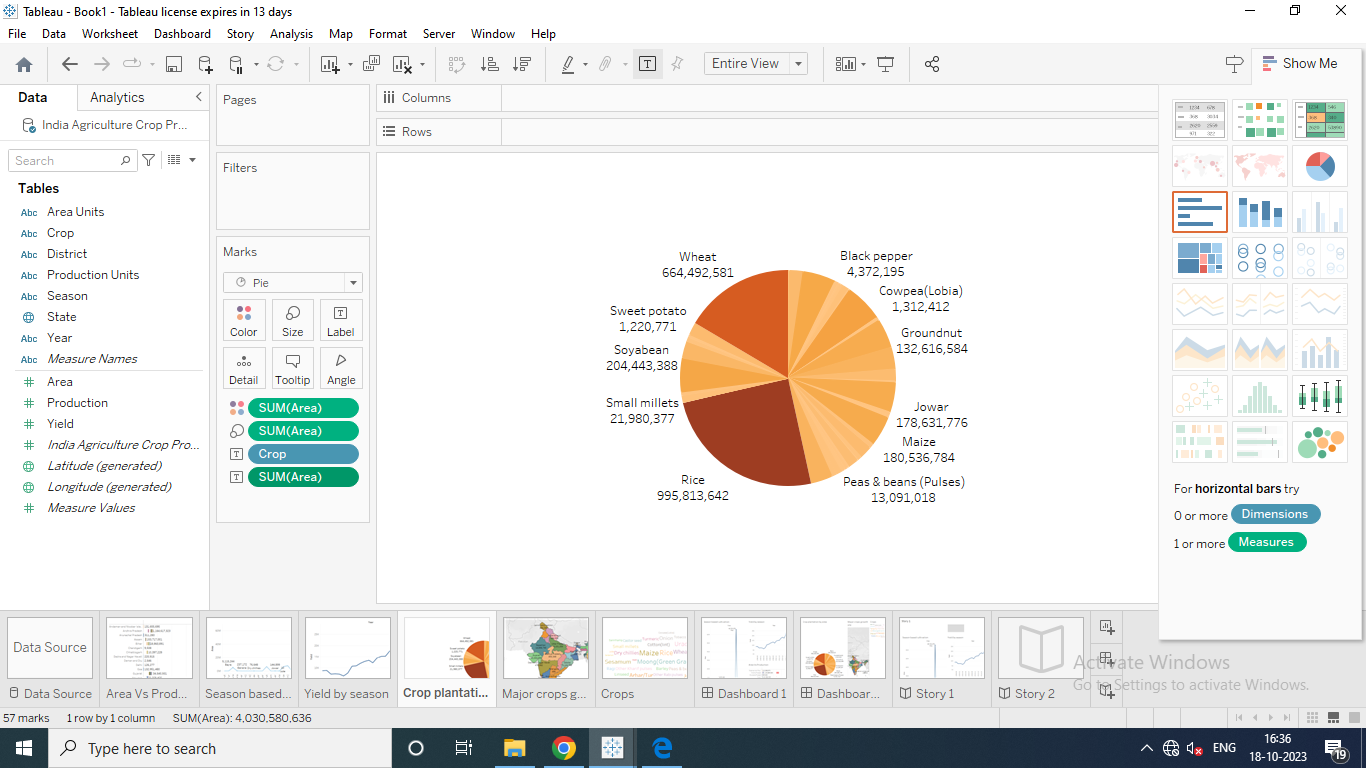 Tableau - Book1 - Tableau license expires in 13 days
File Data Worksheet Dashboard Story Analysis Map Format Server Window Help
Entire View
Show Me
Data Analytics
India Agriculture Crop Pr...
Search
Tables
Abc Area Units
Abc Crop
Abc District
Abc Production Units
Abc Season
State
Abc Year
Abc Measure Names
Area
Production
Yield
India Agriculture Crop Pro...
Latitude (generated)
Longitude (generated)
Measure Values
Pages
Filters
Marks
Pie
Color Size Label
Detail Tooltip Angle
SUM(Area)
SUM(Area)
Crop
SUM(Area)
Columns
Rows
Wheat
664,492,581
Sweet potato
1,220,771
Soyabean
204,443,388
Small millets
21,980,377
Rice
995,813,642
Black pepper
4,372,195
Cowpea(Lobia)
1,312,412
Groundnut
132,616,584
Jowar
178,631,776
Maize
180,536,784
Peas & beans (Pulses)
13,091,018
For horizontal bars try
0 or more Dimensions
1 or more Measures
Data Source
Data Source Area Vs Prod... Season based... Yield by season Crop plantati... Major crops g... Crops Dashboard 1 Dashboar... Story 1 Story 2
Activate Windows
Go to Settings to activate Windows.
57 marks 1 row by 1 column SUM(Area): 4,030,580,636
Type here to search
ENG
16:36
18-10-2023
19